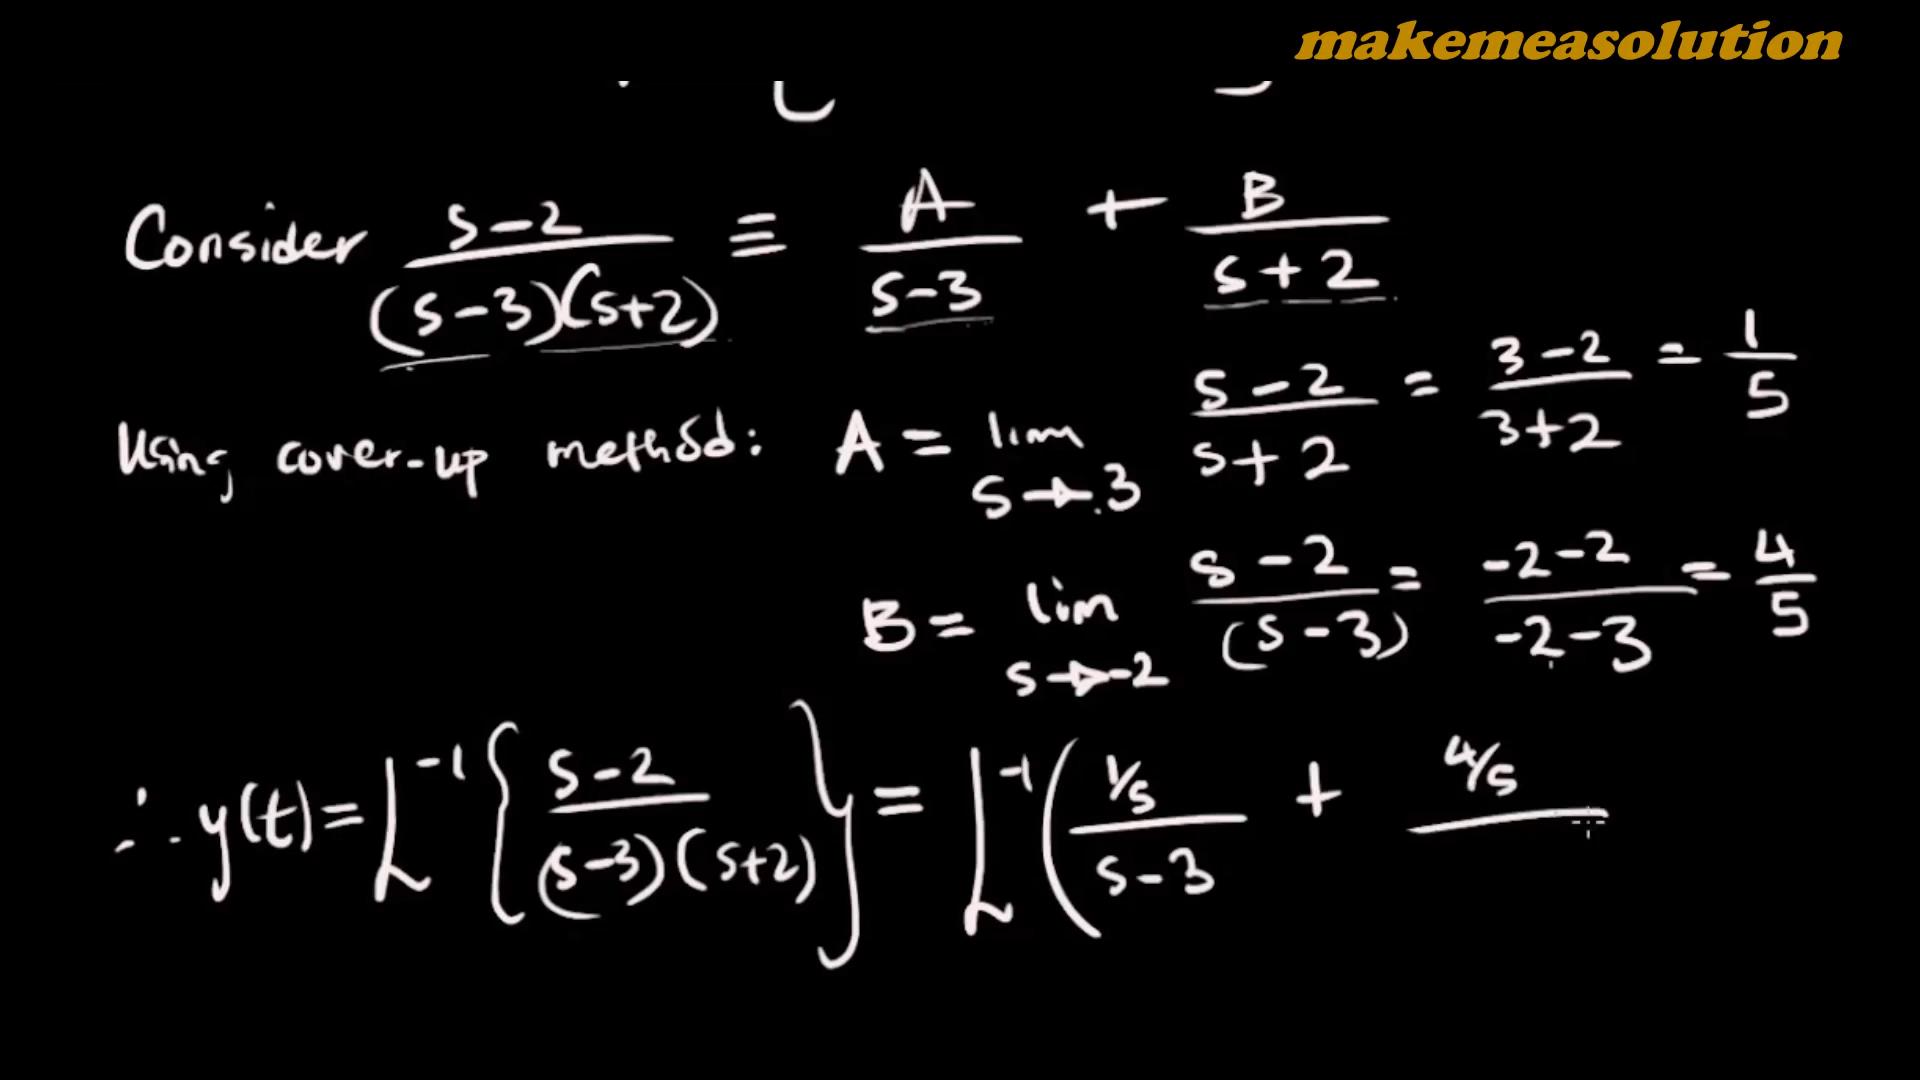 makemeasolution
Consider (s-2)/((s-3)(s+2)) ≡ A/(s-3) + B/(s+2)
Using cover-up method: A = lim s→3 (s-2)/(s+2) = (3-2)/(3+2) = 1/5
B = lim s→-2 (s-2)/(s-3) = (-2-2)/(-2-3) = 4/5
∴ y(t) = L^-1 { (s-2)/((s-3)(s+2)) } = L^-1 ( (1/5)/(s-3) + 4/5